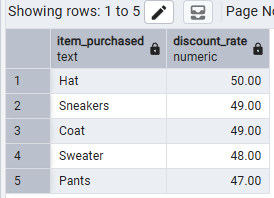 Showing rows: 1 to 5 Page N
item_purchased discount_rate
text numeric
1 Hat 50.00
2 Sneakers 49.00
3 Coat 49.00
4 Sweater 48.00
5 Pants 47.00